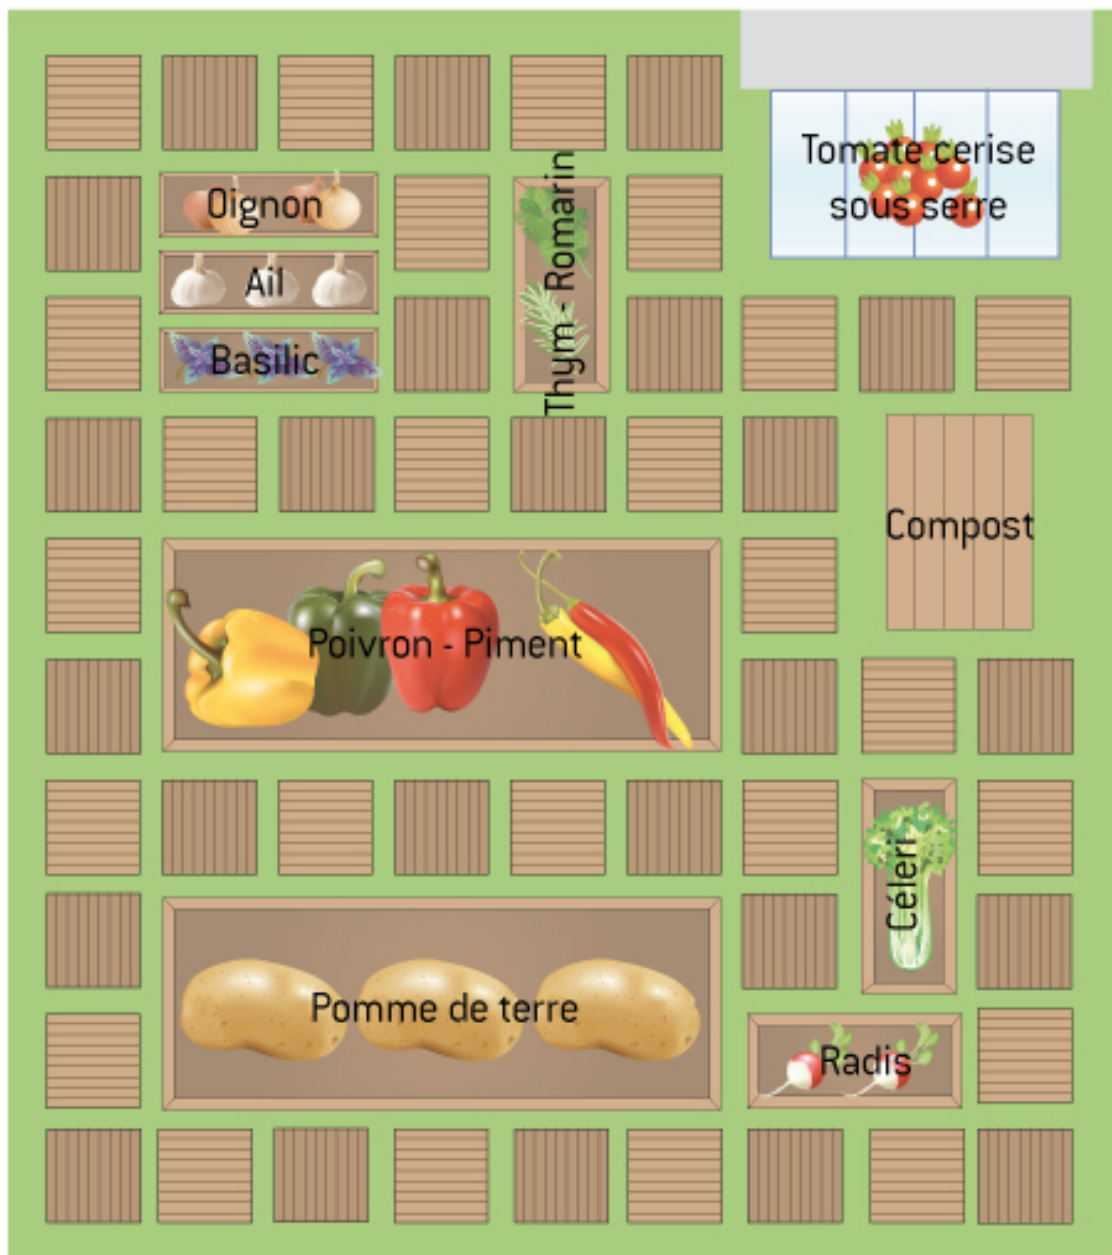 Tomate cerise
sous serre
Oignon
Ail
Basilic
Thym - Romarin
Compost
Poivron - Piment
Céleri
Pomme de terre
Radis